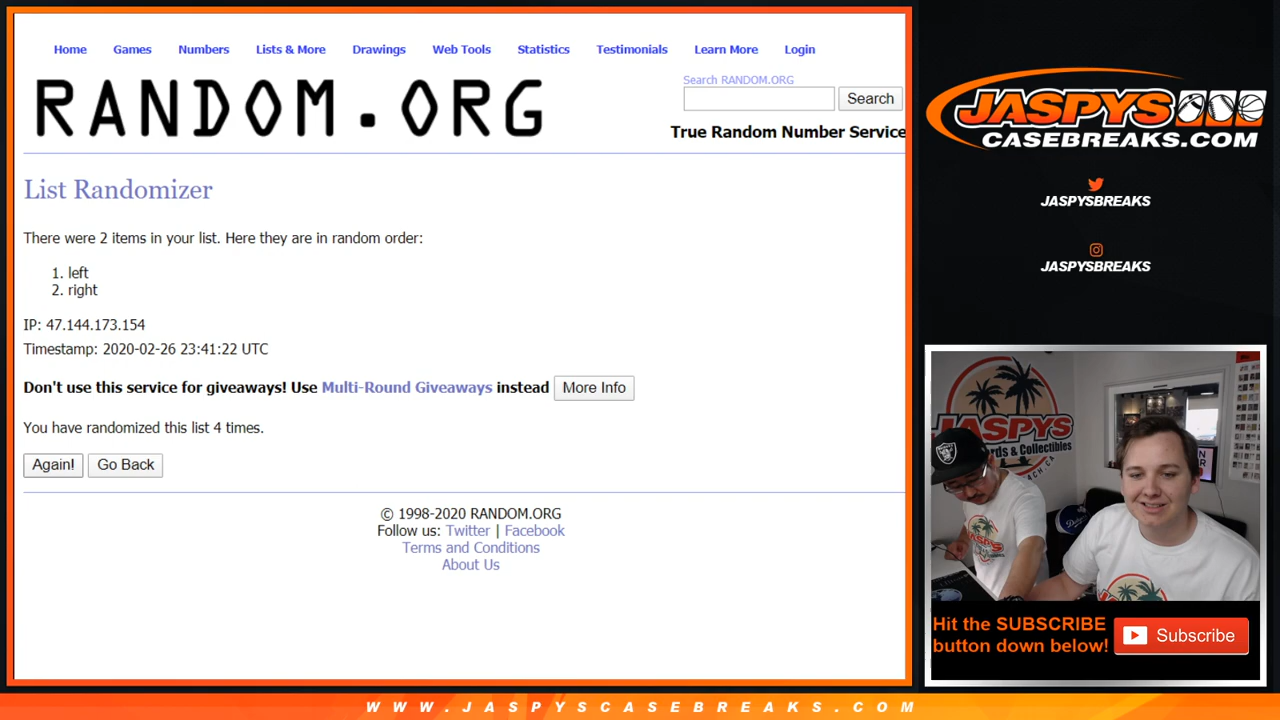 Home Games Numbers Lists & More Drawings Web Tools Statistics Testimonials Learn More Login
RANDOM.ORG
Search RANDOM.ORG
Search
True Random Number Service
List Randomizer
There were 2 items in your list. Here they are in random order:
1. left
2. right
IP: 47.144.173.154
Timestamp: 2020-02-26 23:41:22 UTC
Don't use this service for giveaways! Use Multi-Round Giveaways instead More Info
You have randomized this list 4 times.
Again! Go Back
© 1998-2020 RANDOM.ORG
Follow us: Twitter | Facebook
Terms and Conditions
About Us
JASPYS
CASEBREAKS.COM
JASPYSBREAKS
JASPYSBREAKS
JASPYS
Collectibles
Hit the SUBSCRIBE
button down below!
Subscribe
WWW.JASPYSCASEBREAKS.COM